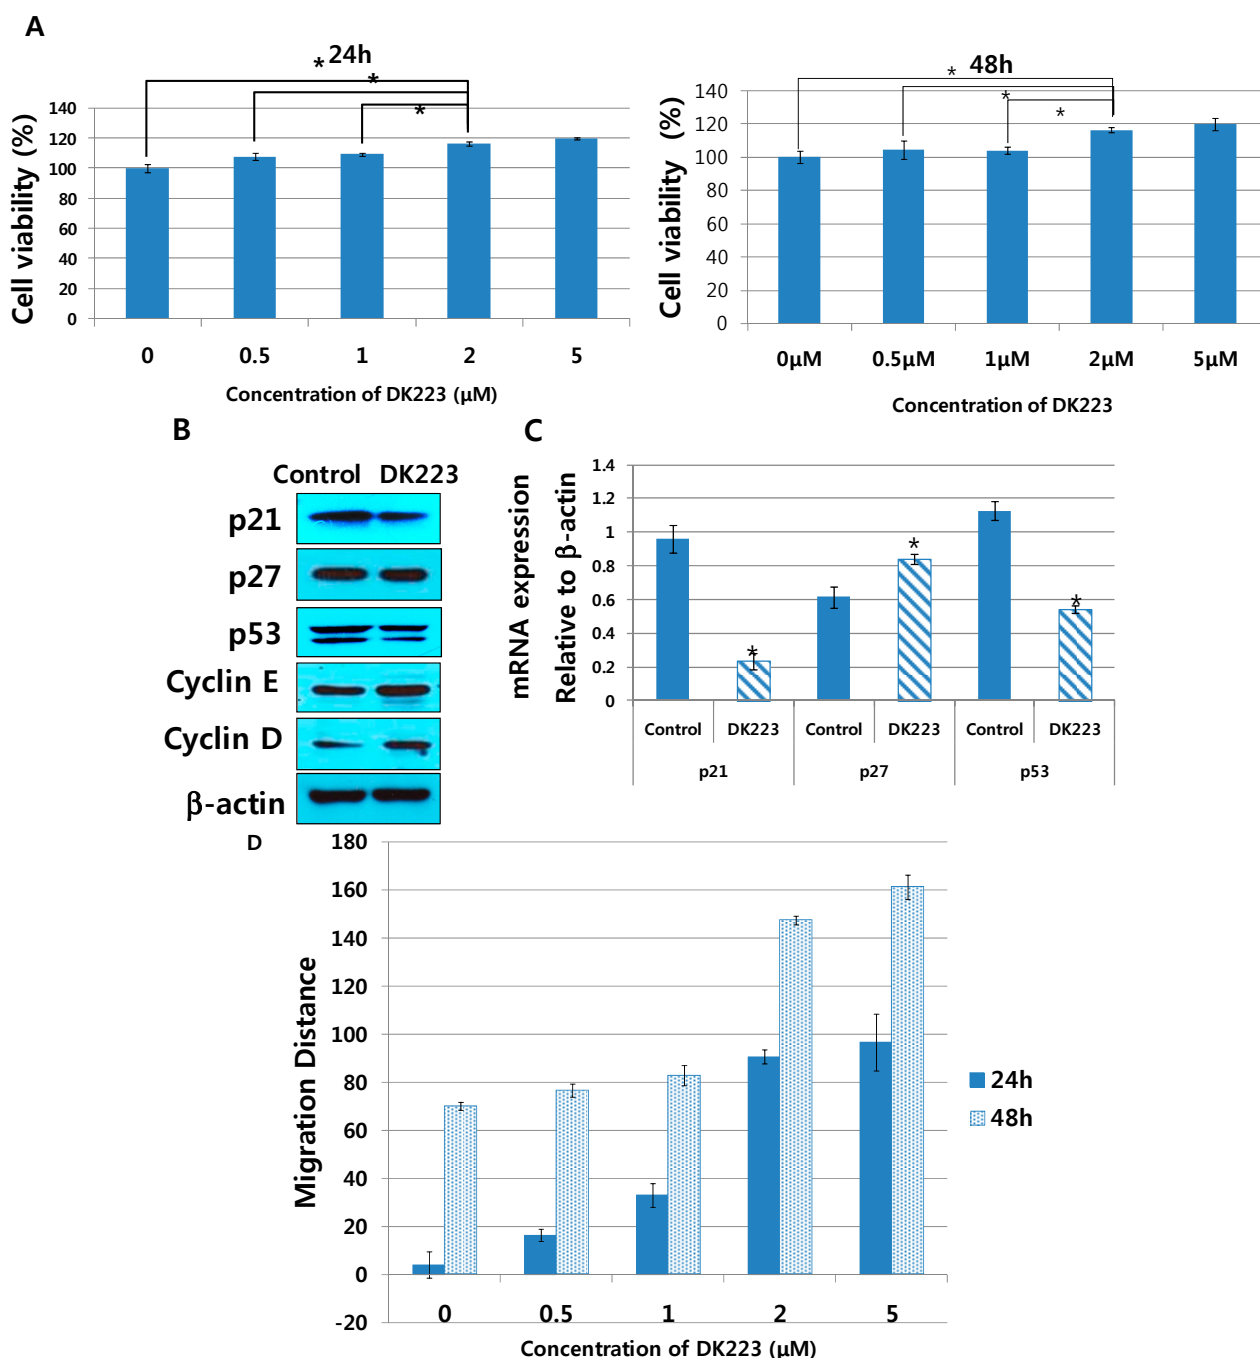 A
* 24h
*
*
140
120
100
80
60
40
20
0
Cell viability (%)
0 0.5 1 2 5
Concentration of DK223 (μM)
* 48h
*
*
140
120
100
80
60
40
20
0
Cell viability (%)
0μM 0.5μM 1μM 2μM 5μM
Concentration of DK223
B
Control DK223
p21
p27
p53
Cyclin E
Cyclin D
β-actin
C
mRNA expression
Relative to β-actin
1.4
1.2
1
0.8
0.6
0.4
0.2
0
*
*
*
Control DK223 Control DK223 Control DK223
p21 p27 p53
D
180
160
140
120
100
80
60
40
20
0
-20
Migration Distance
0 0.5 1 2 5
Concentration of DK223 (μM)
24h
48h